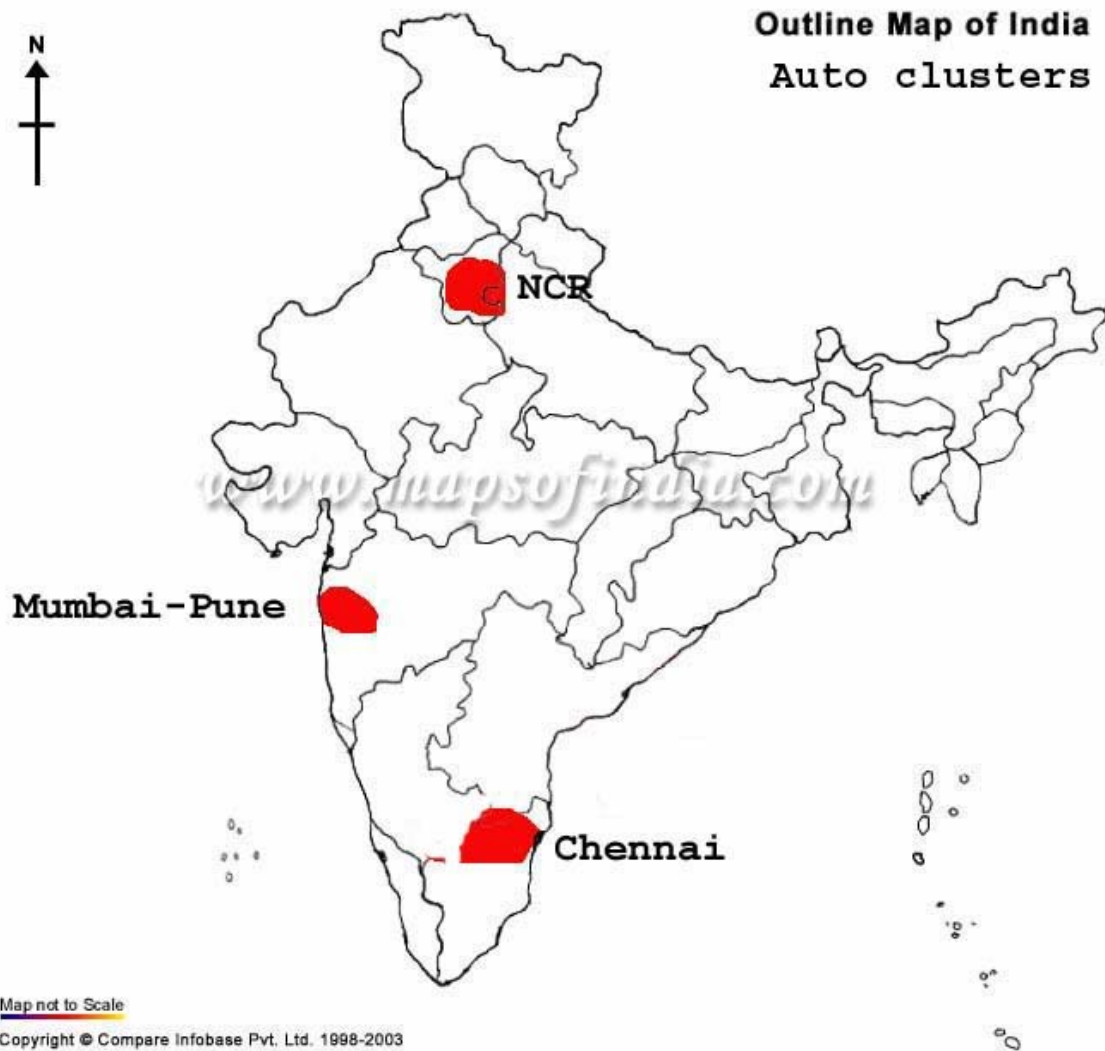 Outline Map of India
Auto clusters
N
NCR
www.mapsofindia.com
Mumbai-Pune
Chennai
Map not to Scale
Copyright © Compare Infobase Pvt. Ltd. 1998-2003